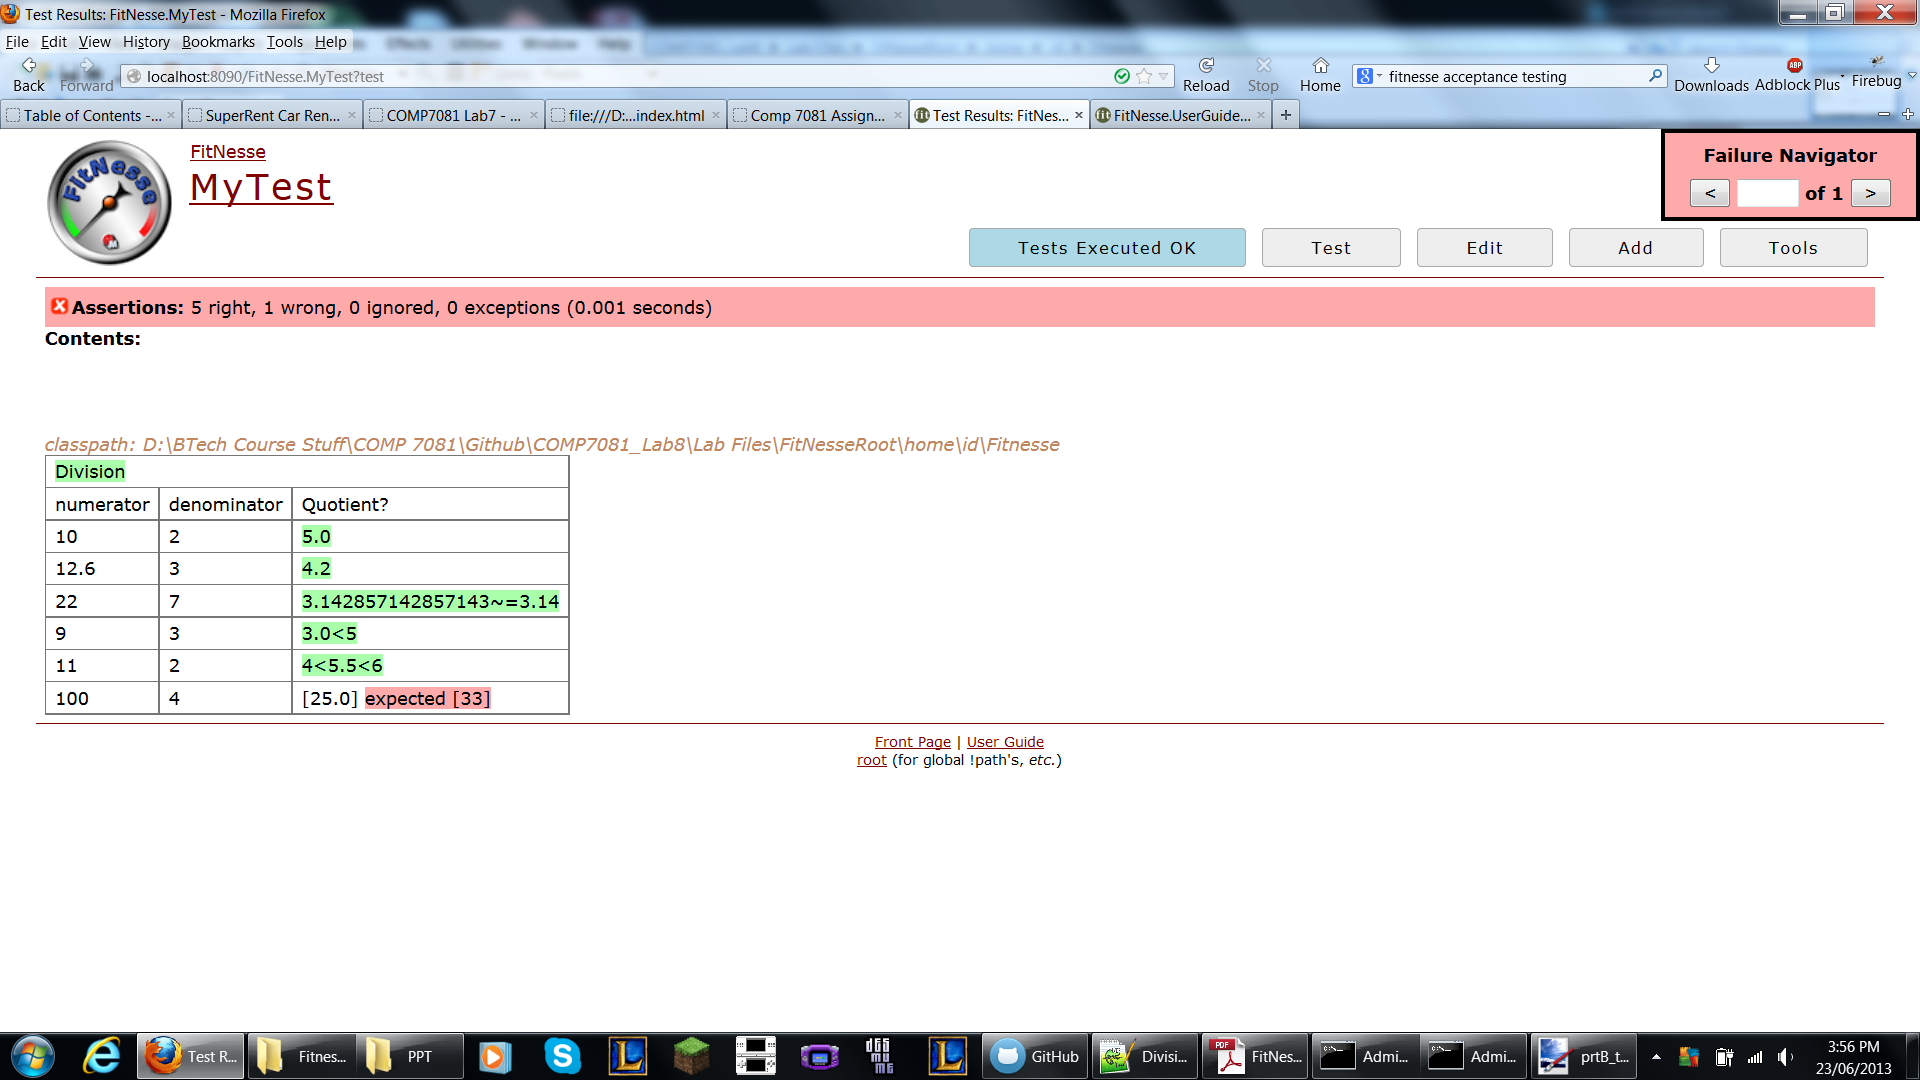 Test Results: FitNesse.MyTest - Mozilla Firefox
File Edit View History Bookmarks Tools Help
Back Forward localhost:8090/FitNesse.MyTest?test Reload Stop Home fitnesse acceptance testing Downloads Adblock Plus Firebug
Table of Contents -... SuperRent Car Ren... COMP7081 Lab7 - ... file:///D:...index.html Comp 7081 Assign... Test Results: FitNes... FitNesse.UserGuide...
FitNesse
MyTest
Failure Navigator
< of 1 >
Tests Executed OK Test Edit Add Tools
Assertions: 5 right, 1 wrong, 0 ignored, 0 exceptions (0.001 seconds)
Contents:
classpath: D:\BTech Course Stuff\COMP 7081\Github\COMP7081_Lab8\Lab Files\FitNesseRoot\home\id\Fitnesse
Division
numerator denominator Quotient?
10 2 5.0
12.6 3 4.2
22 7 3.142857142857143~=3.14
9 3 3.0<5
11 2 4<5.5<6
100 4 [25.0] expected [33]
Front Page | User Guide
root (for global !path's, etc.)
Test R... Fitnes... PPT GitHub Divisi... FitNes... Admi... Admi... prtB_t...
3:56 PM
23/06/2013